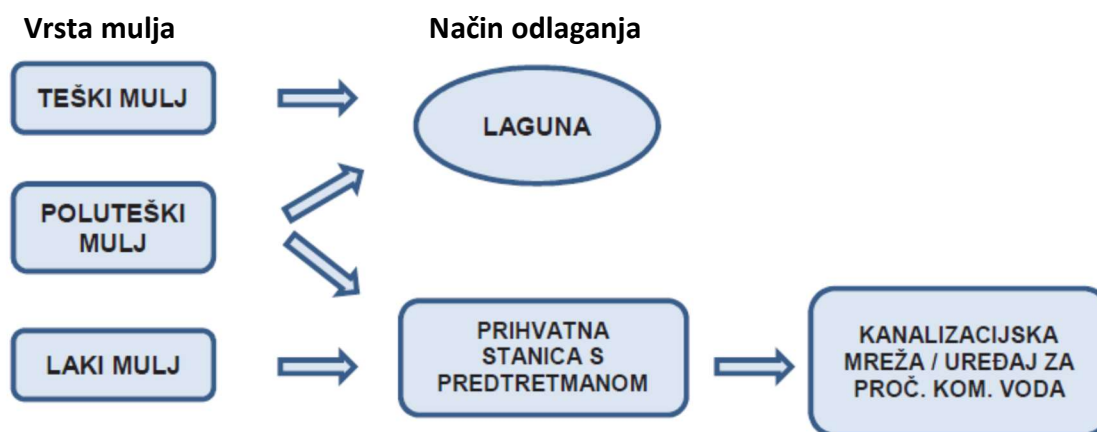 Vrsta mulja
Način odlaganja
TEŠKI MULJ
LAGUNA
POLUTEŠKI
MULJ
LAKI MULJ
PRIHVATNA
STANICA S
PREDTRETMANOM
KANALIZACIJSKA
MREŽA / UREĐAJ ZA
PROČ. KOM. VODA